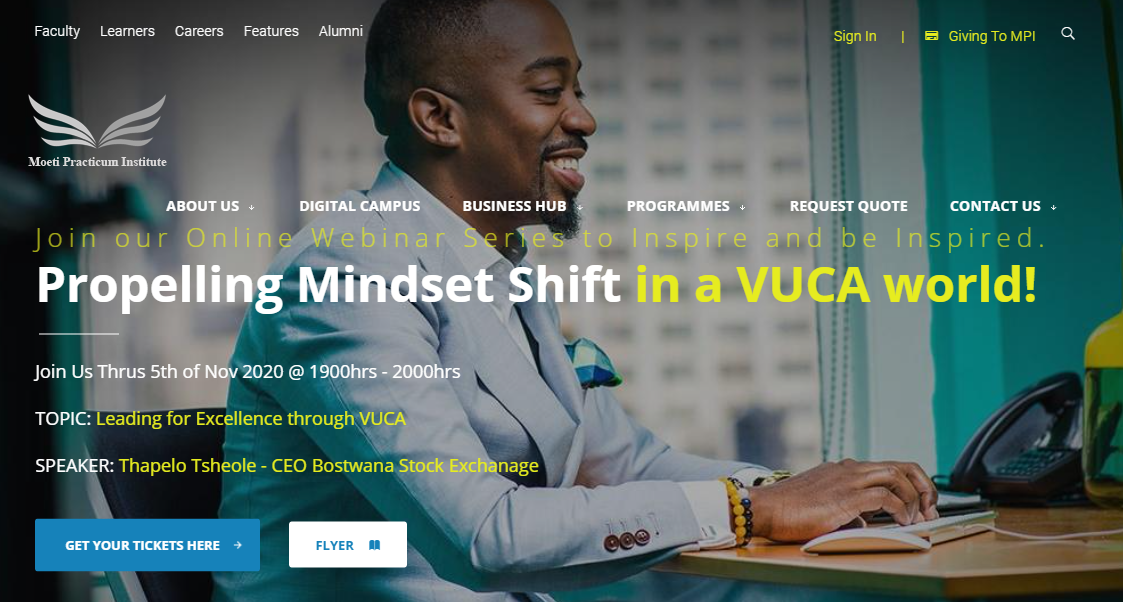 Faculty Learners Careers Features Alumni
Sign In | Giving To MPI
Moeti Practicum Institute
ABOUT US DIGITAL CAMPUS BUSINESS HUB PROGRAMMES REQUEST QUOTE CONTACT US
Join our Online Webinar Series to Inspire and be Inspired.
Propelling Mindset Shift in a VUCA world!
Join Us Thrus 5th of Nov 2020 @ 1900hrs - 2000hrs
TOPIC: Leading for Excellence through VUCA
SPEAKER: Thapelo Tsheole - CEO Bostwana Stock Exchanage
GET YOUR TICKETS HERE
FLYER